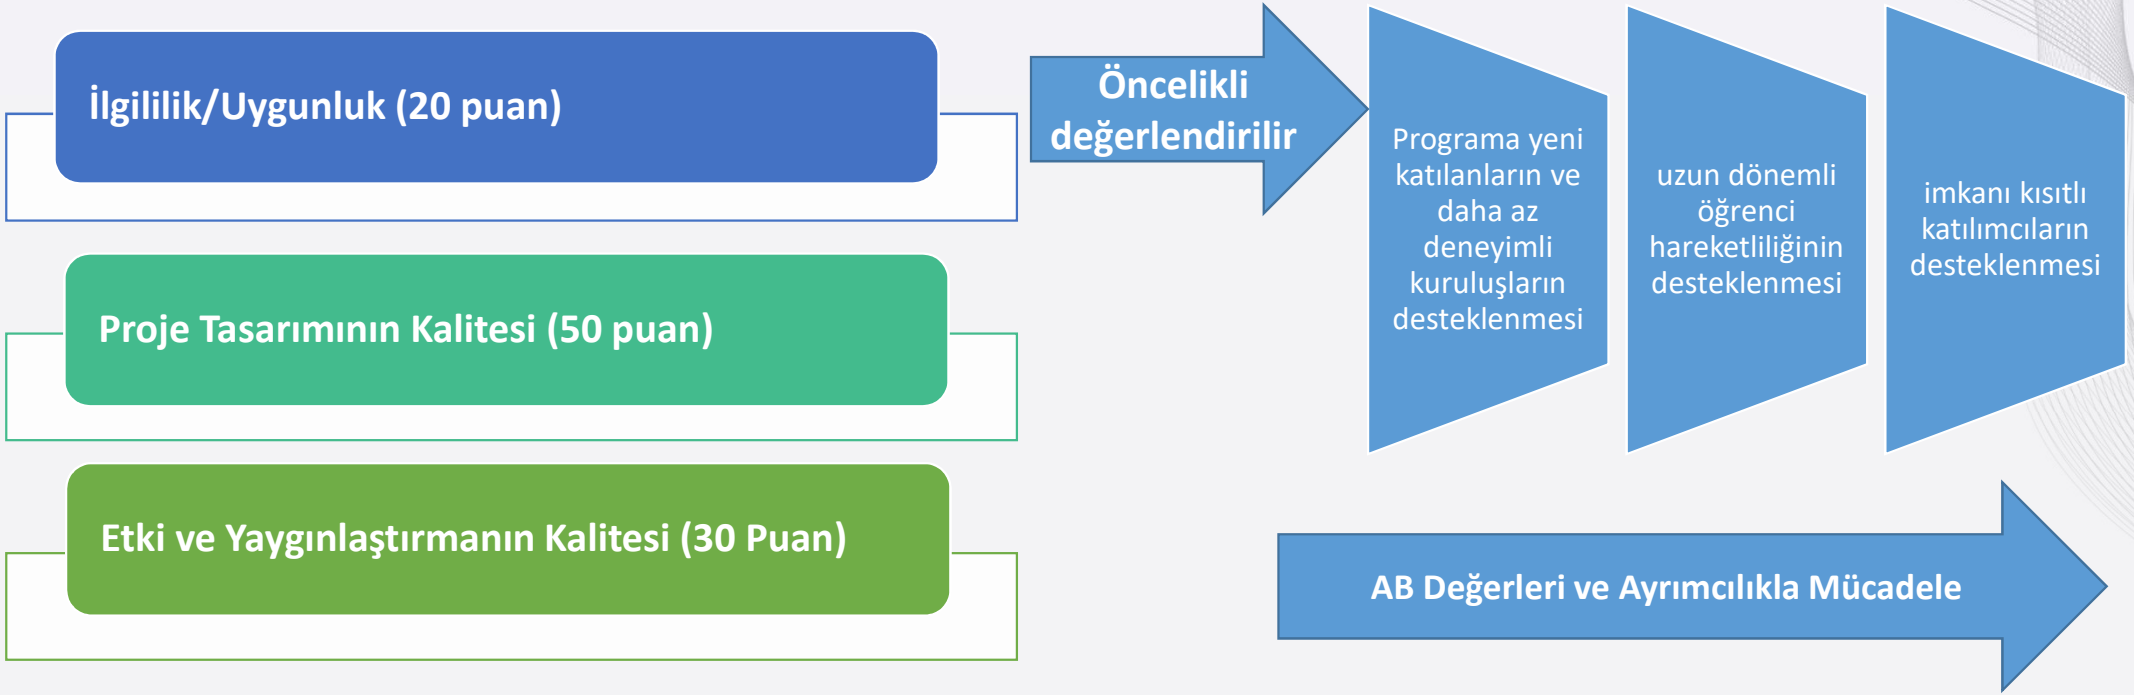 İlgililik/Uygunluk (20 puan)
Proje Tasarımının Kalitesi (50 puan)
Etki ve Yaygınlaştırmanın Kalitesi (30 Puan)
Öncelikli
değerlendirilir
Programa yeni
katılanların ve
daha az
deneyimli
kuruluşların
desteklenmesi
uzun dönemli
öğrenci
hareketliliğinin
desteklenmesi
imkanı kısıtlı
katılımcıların
desteklenmesi
AB Değerleri ve Ayrımcılıkla Mücadele